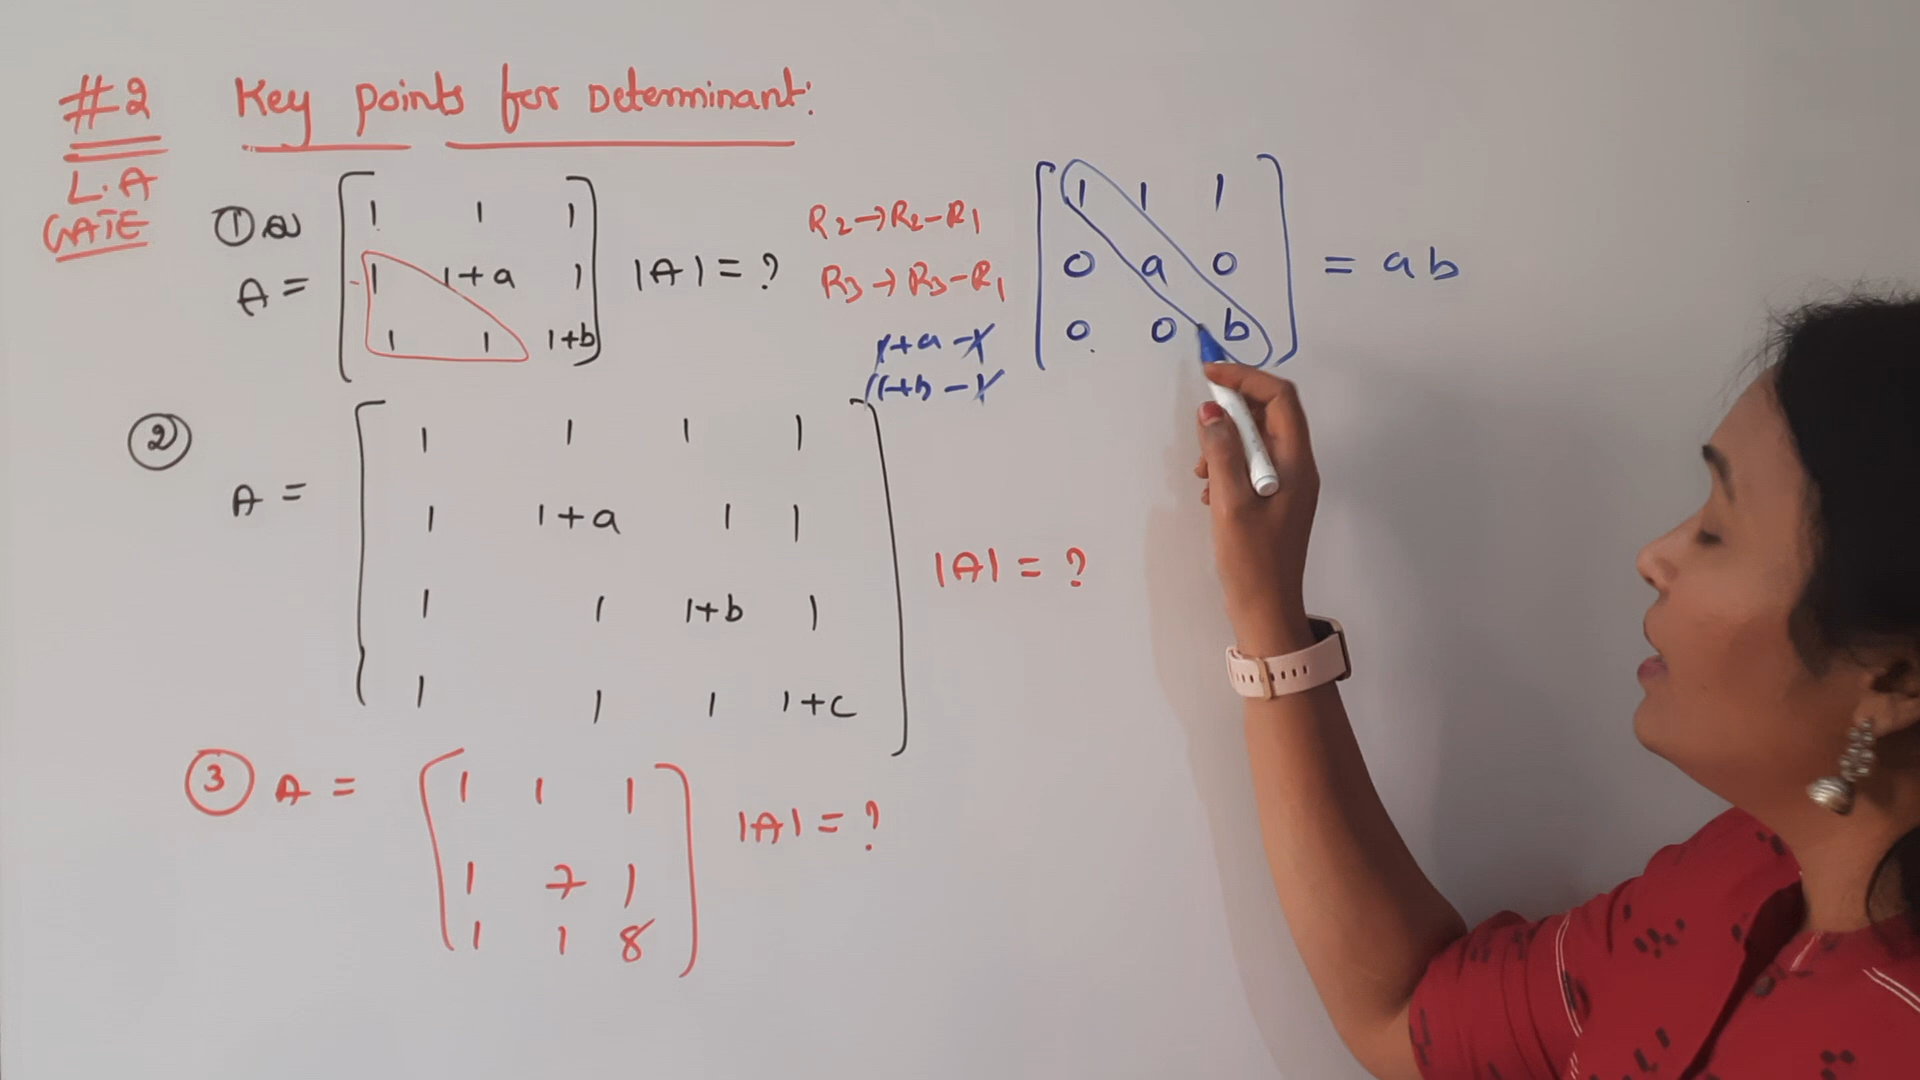 #2 Key points for Determinant:
L.A
GATE
①
A = [ 1 1 1
1 1+a 1
1 1 1+b ] |A| = ?
R2→R2-R1
R3→R3-R1
1+a-1
1+b-1
[ 1 1 1
0 a 0
0 0 b ] = ab
②
A = [ 1 1 1 1
1 1+a 1 1
1 1 1+b 1
1 1 1 1+c ] |A| = ?
③ A = [ 1 1 1
1 7 1
1 1 8 ] |A| = ?